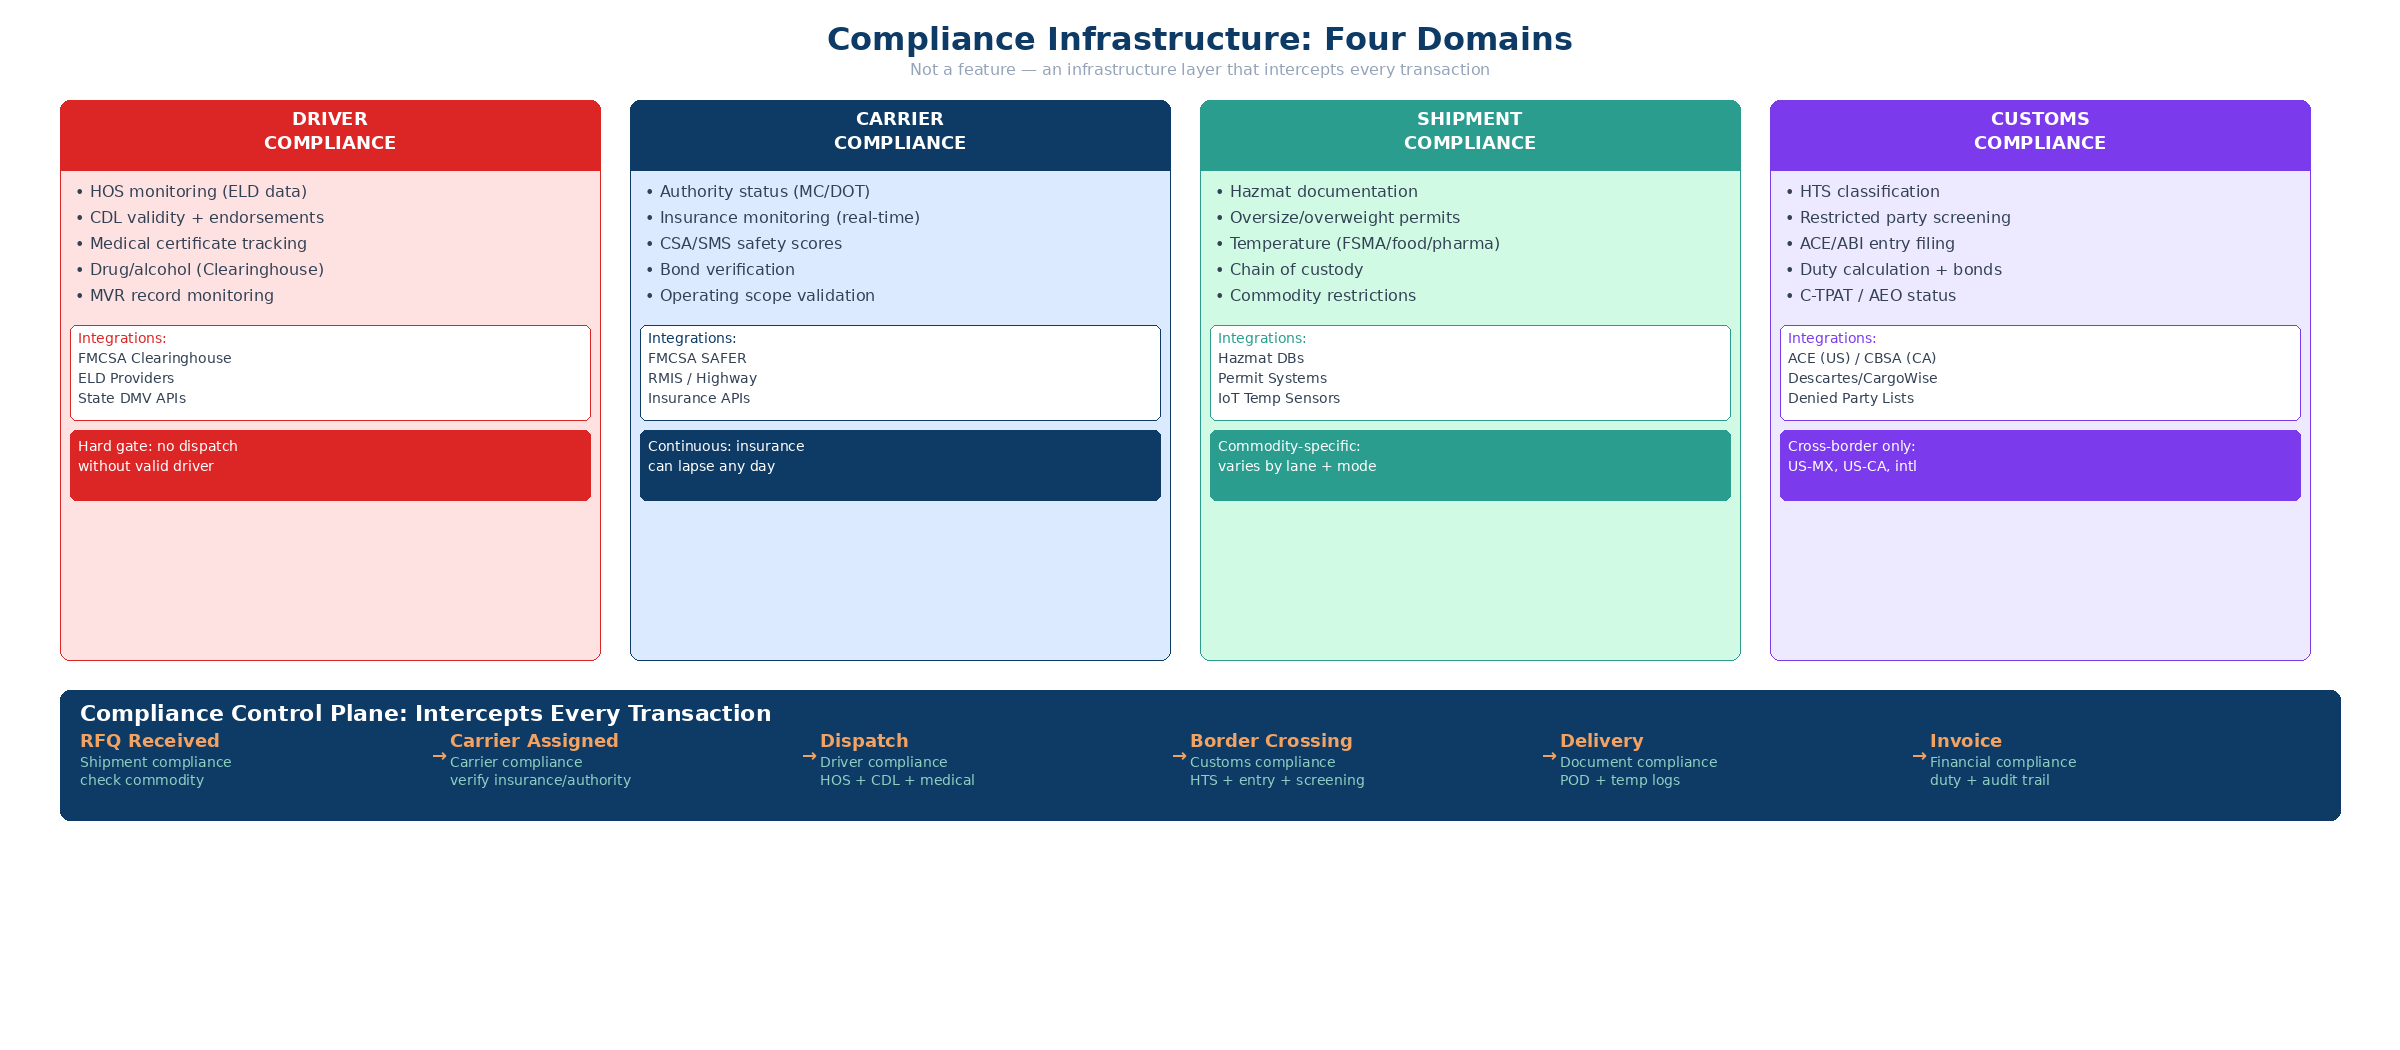 Compliance Infrastructure: Four Domains
Not a feature — an infrastructure layer that intercepts every transaction
DRIVER
COMPLIANCE
• HOS monitoring (ELD data)
• CDL validity + endorsements
• Medical certificate tracking
• Drug/alcohol (Clearinghouse)
• MVR record monitoring
Integrations:
FMCSA Clearinghouse
ELD Providers
State DMV APIs
Hard gate: no dispatch
without valid driver
CARRIER
COMPLIANCE
• Authority status (MC/DOT)
• Insurance monitoring (real-time)
• CSA/SMS safety scores
• Bond verification
• Operating scope validation
Integrations:
FMCSA SAFER
RMIS / Highway
Insurance APIs
Continuous: insurance
can lapse any day
SHIPMENT
COMPLIANCE
• Hazmat documentation
• Oversize/overweight permits
• Temperature (FSMA/food/pharma)
• Chain of custody
• Commodity restrictions
Integrations:
Hazmat DBs
Permit Systems
IoT Temp Sensors
Commodity-specific:
varies by lane + mode
CUSTOMS
COMPLIANCE
• HTS classification
• Restricted party screening
• ACE/ABI entry filing
• Duty calculation + bonds
• C-TPAT / AEO status
Integrations:
ACE (US) / CBSA (CA)
Descartes/CargoWise
Denied Party Lists
Cross-border only:
US-MX, US-CA, intl
Compliance Control Plane: Intercepts Every Transaction
RFQ Received
Shipment compliance
check commodity
→
Carrier Assigned
Carrier compliance
verify insurance/authority
→
Dispatch
Driver compliance
HOS + CDL + medical
→
Border Crossing
Customs compliance
HTS + entry + screening
→
Delivery
Document compliance
POD + temp logs
→
Invoice
Financial compliance
duty + audit trail